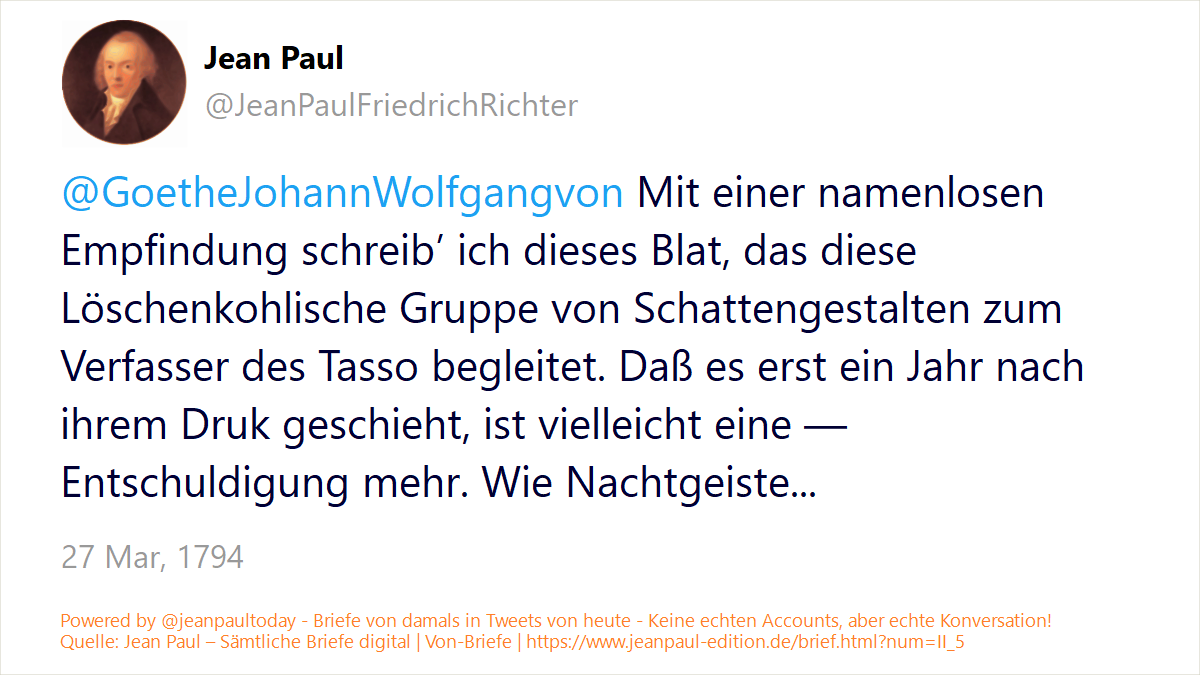 Jean Paul
@JeanPaulFriedrichRichter
@GoetheJohannWolfgangvon Mit einer namenlosen
Empfindung schreib’ ich dieses Blat, das diese
Löschenkohlische Gruppe von Schattengestalten zum
Verfasser des Tasso begleitet. Daß es erst ein Jahr nach
ihrem Druk geschieht, ist vielleicht eine —
Entschuldigung mehr. Wie Nachtgeiste...
27 Mar, 1794
Powered by @jeanpaultoday - Briefe von damals in Tweets von heute - Keine echten Accounts, aber echte Konversation!
Quelle: Jean Paul – Sämtliche Briefe digital | Von-Briefe | https://www.jeanpaul-edition.de/brief.html?num=II_5